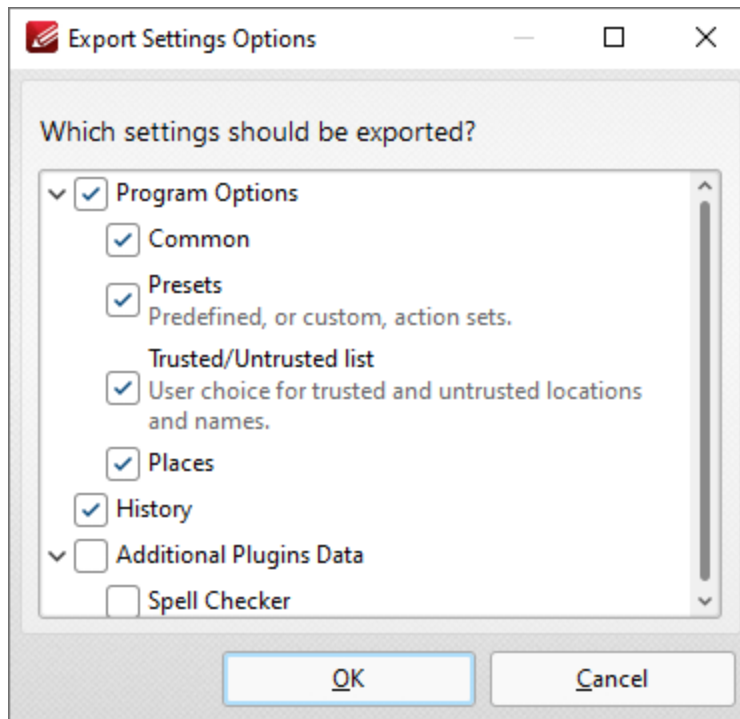 Export Settings Options
Which settings should be exported?
Program Options
Common
Presets
Predefined, or custom, action sets.
Trusted/Untrusted list
User choice for trusted and untrusted locations
and names.
Places
History
Additional Plugins Data
Spell Checker
OK
Cancel